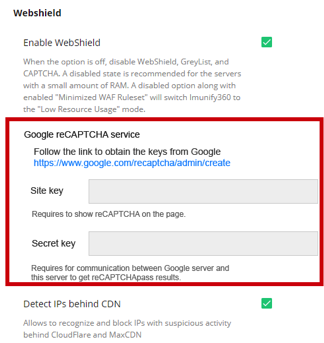 Webshield
Enable WebShield
When the option is off, disable WebShield, GreyList, and
CAPTCHA. A disabled state is recommended for the servers
with a small amount of RAM. A disabled option along with
enabled "Minimized WAF Ruleset" will switch Imunify360 to
the "Low Resource Usage" mode.
Google reCAPTCHA service
Follow the link to obtain the keys from Google
https://www.google.com/recaptcha/admin/create
Site key
Requires to show reCAPTCHA on the page.
Secret key
Requires for communication between Google server and
this server to get reCAPTCHApass results.
Detect IPs behind CDN
Allows to recognize and block IPs with suspicious activity
behind CloudFlare and MaxCDN